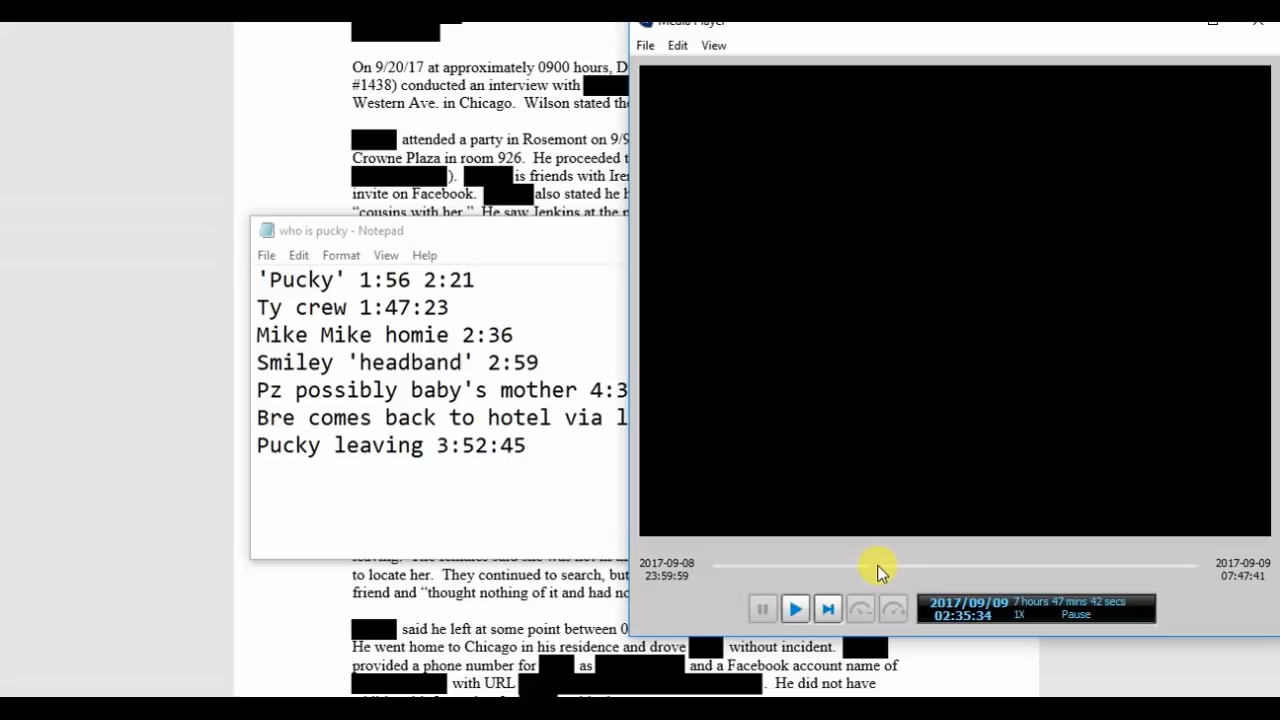 On 9/20/17 at approximately 0900 hours, D
#1438) conducted an interview with
Western Ave. in Chicago. Wilson stated the
attended a party in Rosemont on 9/9
Crowne Plaza in room 926. He proceeded t
). is friends with Iren
invite on Facebook. also stated he h
"cousins with her." He saw Jenkins at the
who is pucky - Notepad
File Edit Format View Help
'Pucky' 1:56 2:21
Ty crew 1:47:23
Mike Mike homie 2:36
Smiley 'headband' 2:59
Pz possibly baby's mother 4:3
Bre comes back to hotel via l
Pucky leaving 3:52:45
leaving. The females said she was not in
to locate her. They continued to search, but
friend and "thought nothing of it and had no
said he left at some point between 0
He went home to Chicago in his residence and drove without incident.
provided a phone number for as and a Facebook account name of
with URL . He did not have
Media Player
File Edit View
2017-09-08
23:59:59
2017-09-09
07:47:41
2017/09/09 7 hours 47 mins 42 secs
02:35:34 1X Pause